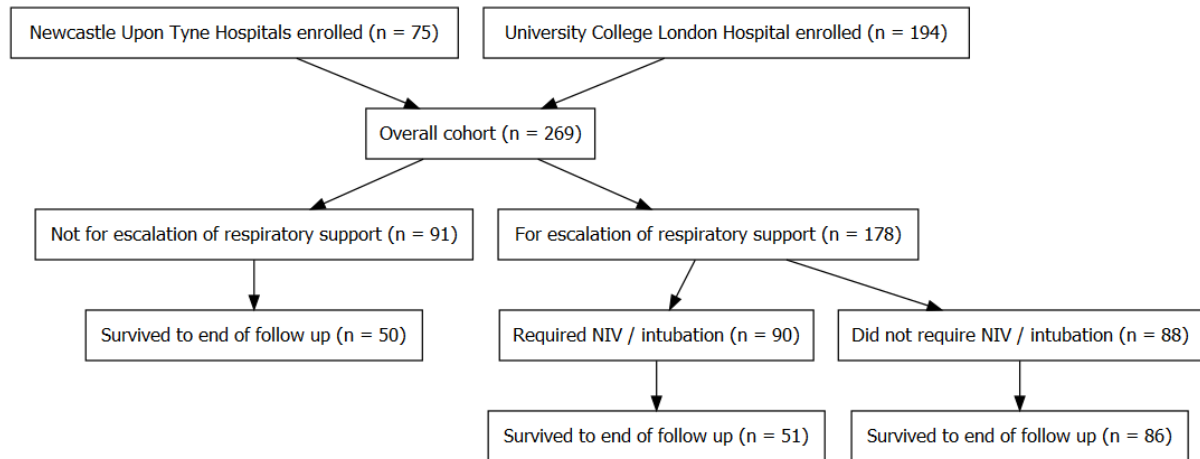 Newcastle Upon Tyne Hospitals enrolled (n = 75)
University College London Hospital enrolled (n = 194)
Overall cohort (n = 269)
Not for escalation of respiratory support (n = 91)
For escalation of respiratory support (n = 178)
Survived to end of follow up (n = 50)
Required NIV / intubation (n = 90)
Did not require NIV / intubation (n = 88)
Survived to end of follow up (n = 51)
Survived to end of follow up (n = 86)